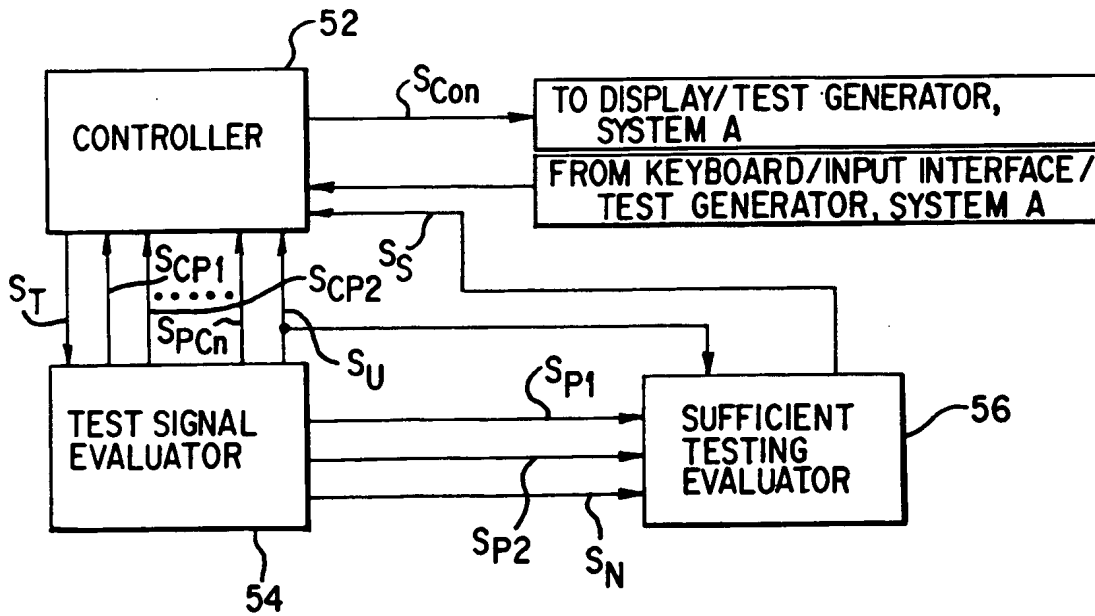 52
CONTROLLER
S_Con
TO DISPLAY/TEST GENERATOR,
SYSTEM A
FROM KEYBOARD/INPUT INTERFACE/
TEST GENERATOR, SYSTEM A
S_S
S_T
S_CP1
S_CP2
S_PCn
S_U
TEST SIGNAL
EVALUATOR
54
S_P1
S_P2
S_N
SUFFICIENT
TESTING
EVALUATOR
56